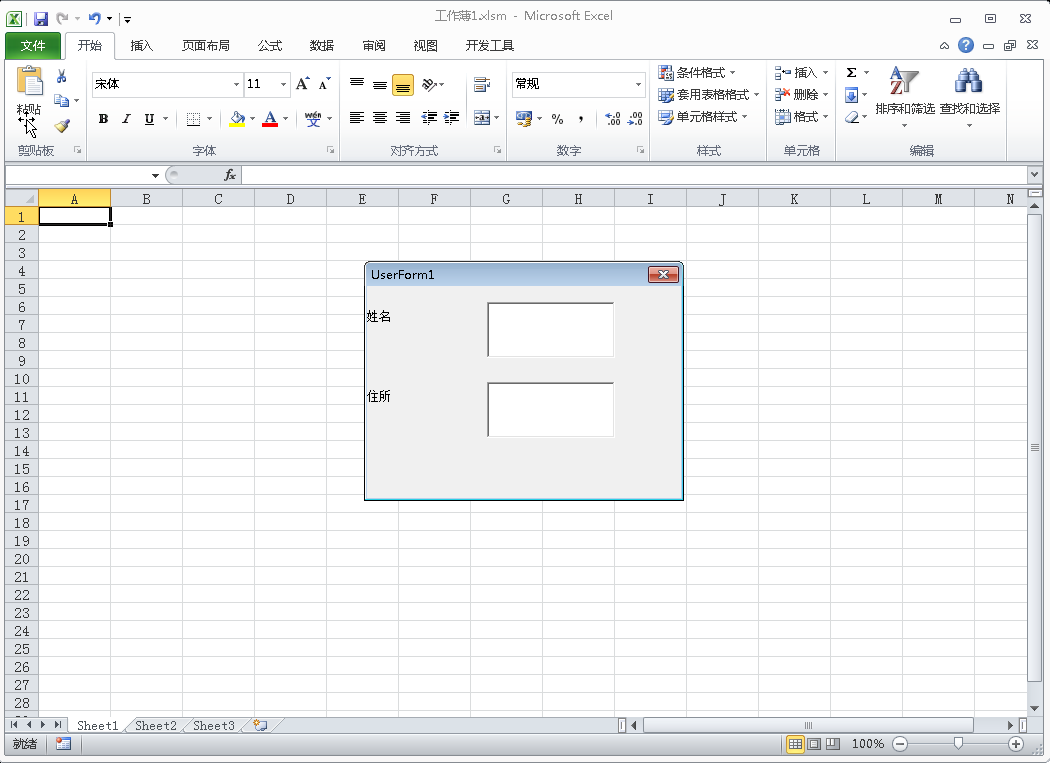 工作簿1.xlsm - Microsoft Excel
文件 开始 插入 页面布局 公式 数据 审阅 视图 开发工具
宋体 11 常规 条件格式 插入 Σ
粘贴 套用表格格式 删除 排序和筛选 查找和选择
B I U A wén 文 % , 单元格样式 格式
剪贴板 字体 对齐方式 数字 样式 单元格 编辑
fx
A B C D E F G H I J K L M N
1
2
3
4
UserForm1
5
6
姓名
7
8
9
10
11
住所
12
13
14
15
16
17
18
19
20
21
22
23
24
25
26
27
28
Sheet1 Sheet2 Sheet3
就绪 100%